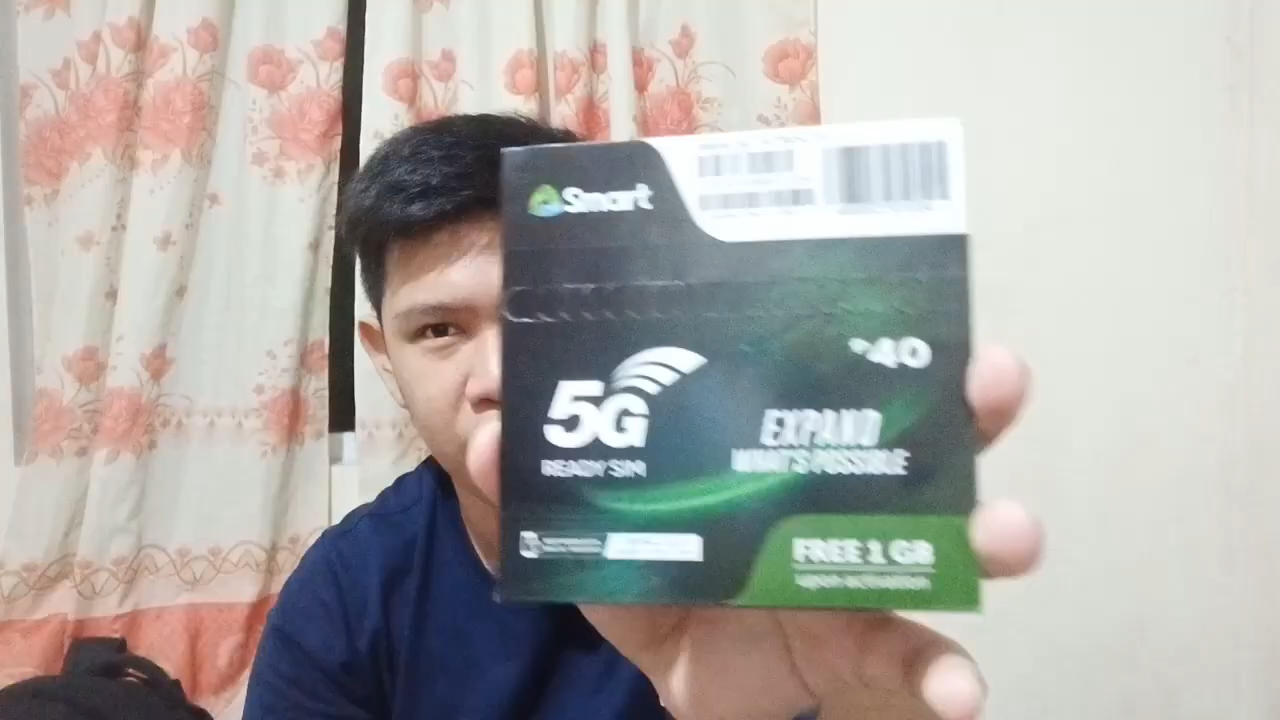 Smart
₱40
5G
READY SIM
EXPAND
WHAT'S POSSIBLE
FREE 1 GB
upon activation